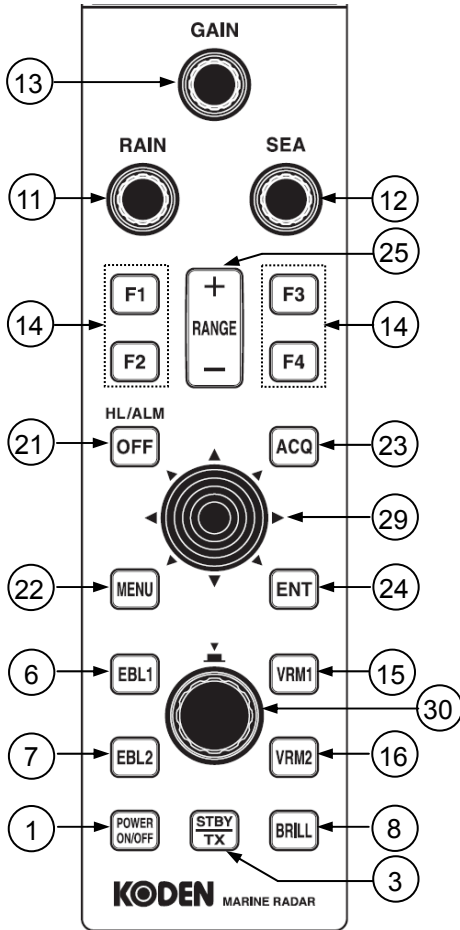 GAIN
13
RAIN SEA
11 12
25
+
F1 F3
14 RANGE 14
F2 F4
−
HL/ALM
21 OFF ACQ 23
29
22 MENU ENT 24
6 EBL1 VRM1 15
30
7 EBL2 VRM2 16
1 POWER ON/OFF STBY TX BRILL 8
3
KODEN MARINE RADAR